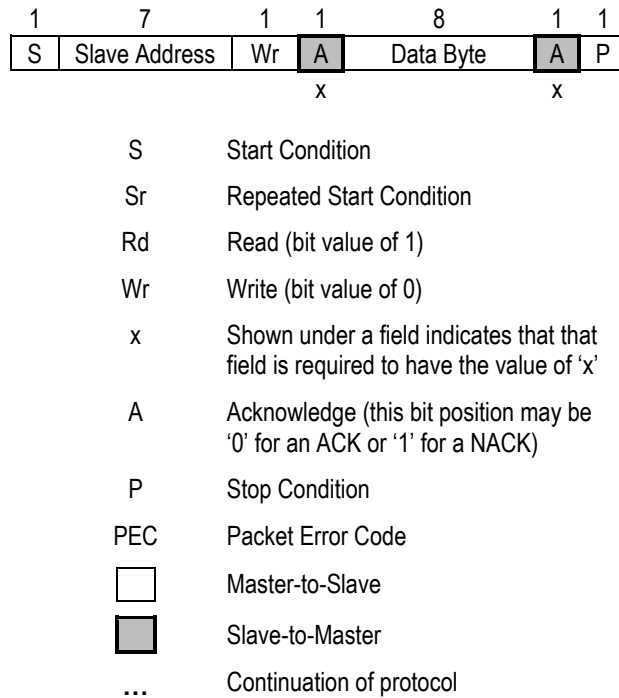 1 7 1 1 8 1 1
S Slave Address Wr A Data Byte A P
x x
S Start Condition
Sr Repeated Start Condition
Rd Read (bit value of 1)
Wr Write (bit value of 0)
x Shown under a field indicates that that
field is required to have the value of ‘x’
A Acknowledge (this bit position may be
‘0’ for an ACK or ‘1’ for a NACK)
P Stop Condition
PEC Packet Error Code
Master-to-Slave
Slave-to-Master
… Continuation of protocol